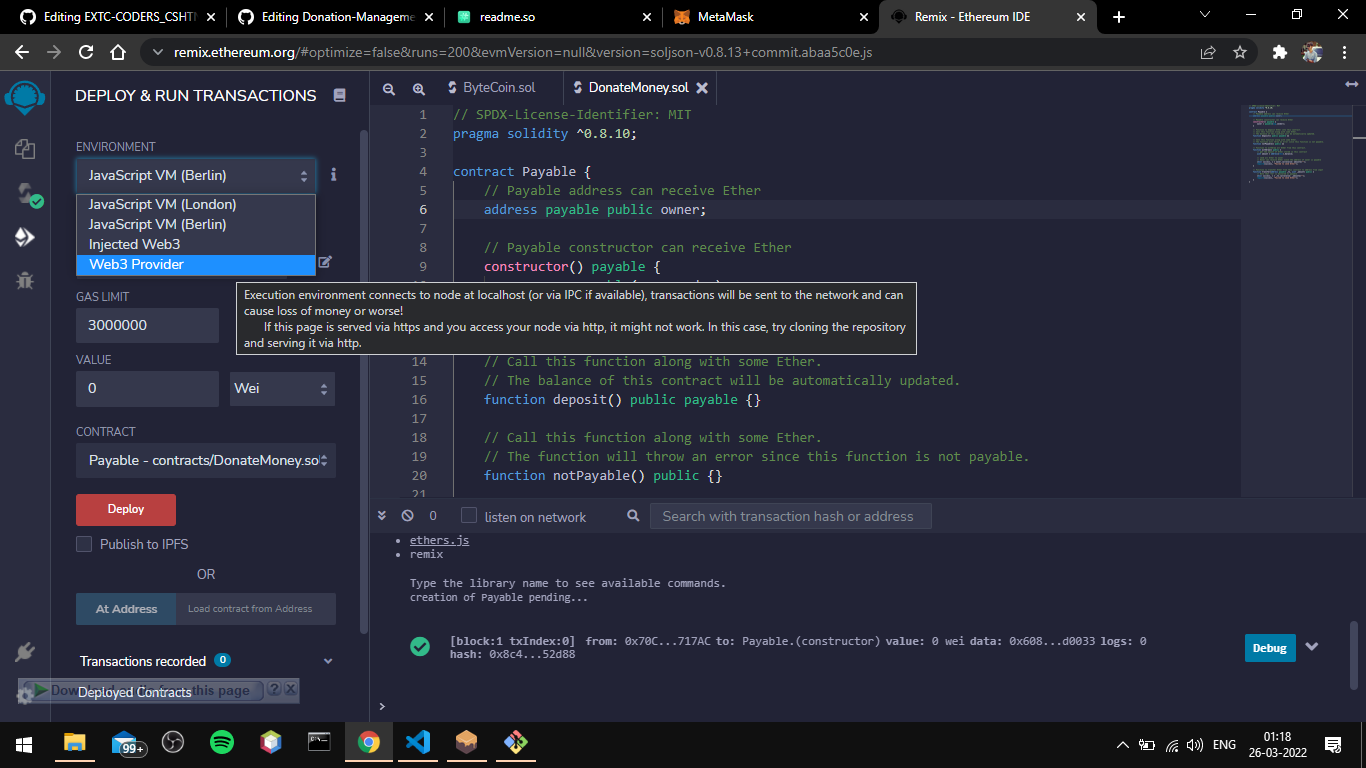 Editing EXTC-CODERS_CSHTM
Editing Donation-Manageme
readme.so
MetaMask
Remix - Ethereum IDE
remix.ethereum.org/#optimize=false&runs=200&evmVersion=null&version=soljson-v0.8.13+commit.abaa5c0e.js
DEPLOY & RUN TRANSACTIONS
ENVIRONMENT
JavaScript VM (Berlin)
JavaScript VM (London)
JavaScript VM (Berlin)
Injected Web3
Web3 Provider
GAS LIMIT
3000000
VALUE
0
Wei
CONTRACT
Payable - contracts/DonateMoney.so
Deploy
Publish to IPFS
OR
At Address
Load contract from Address
Transactions recorded 0
Deployed Contracts
ByteCoin.sol
DonateMoney.sol
1 // SPDX-License-Identifier: MIT
2 pragma solidity ^0.8.10;
3
4 contract Payable {
5 // Payable address can receive Ether
6 address payable public owner;
7
8 // Payable constructor can receive Ether
9 constructor() payable {
Execution environment connects to node at localhost (or via IPC if available), transactions will be sent to the network and can
cause loss of money or worse!
If this page is served via https and you access your node via http, it might not work. In this case, try cloning the repository
and serving it via http.
14 // Call this function along with some Ether.
15 // The balance of this contract will be automatically updated.
16 function deposit() public payable {}
17
18 // Call this function along with some Ether.
19 // The function will throw an error since this function is not payable.
20 function notPayable() public {}
21
0
listen on network
Search with transaction hash or address
ethers.js
remix
Type the library name to see available commands.
creation of Payable pending...
[block:1 txIndex:0] from: 0x70C...717AC to: Payable.(constructor) value: 0 wei data: 0x608...d0033 logs: 0
hash: 0x8c4...52d88
Debug
>
99+
ENG
01:18
26-03-2022